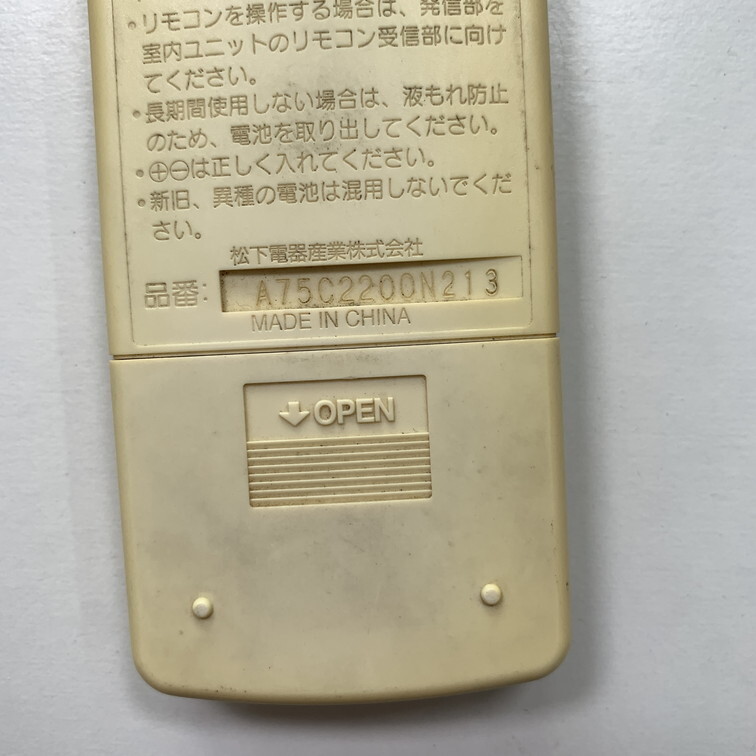 •リモコンを操作する場合は、発信部を
室内ユニットのリモコン受信部に向け
てください。
•長期間使用しない場合は、液もれ防止
のため、電池を取り出してください。
•⊕⊖は正しく入れてください。
•新旧、異種の電池は混用しないでくだ
さい。
松下電器産業株式会社
品番: A75C2200N213
MADE IN CHINA
↓OPEN